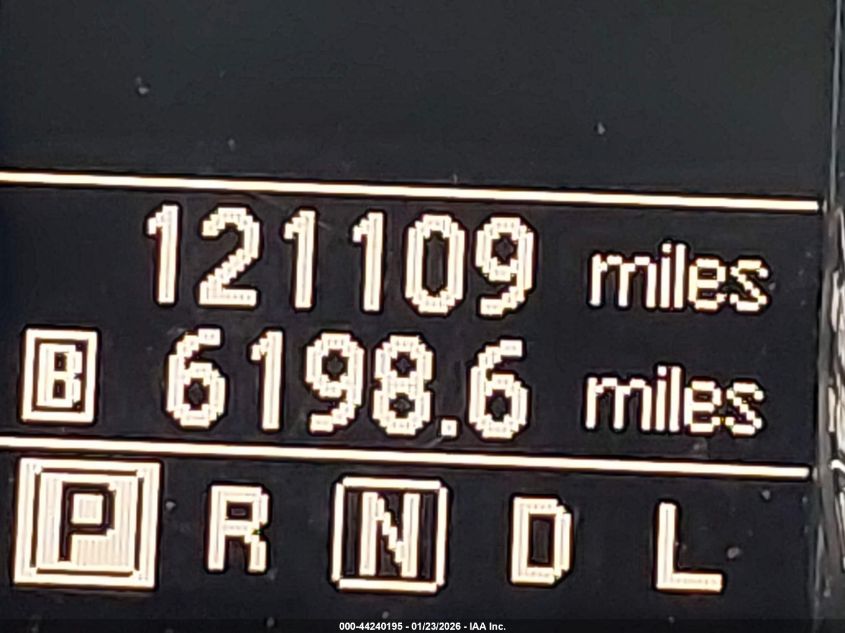 121109 miles
B 6198.6 miles
P R N D L
000-44240195 - 01/23/2026 - IAA Inc.